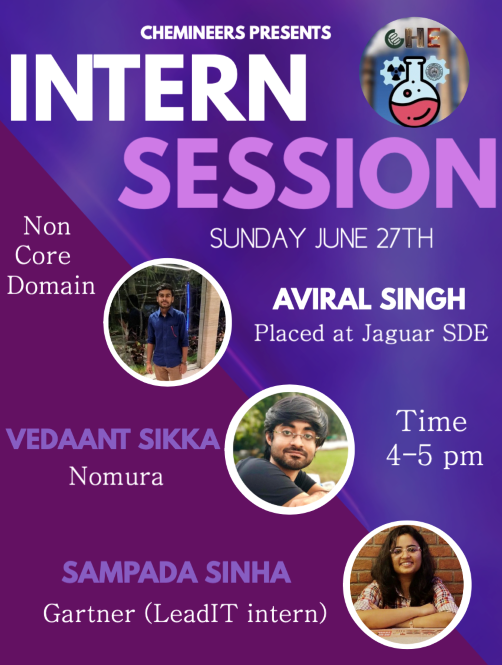 CHEMINEERS PRESENTS
CHE
INTERN
SESSION
SUNDAY JUNE 27TH
Non
Core
Domain
AVIRAL SINGH
Placed at Jaguar SDE
VEDAANT SIKKA
Nomura
Time
4-5 pm
SAMPADA SINHA
Gartner (LeadIT intern)